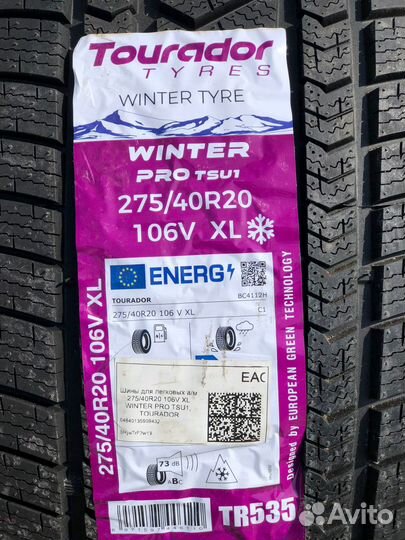 Tourador
TYRES
WINTER TYRE
WINTER
PRO TSU1
275/40R20
106V XL
ENERG
TOURADOR
BC4112H
275/40R20 106 V XL
C1
Шины для легковых а/м
275/40R20 106V XL
WINTER PRO TSU1,
TOURADOR
04640135939432
EAC
73 dB
ABC
TR535
275/40R20 106V XL
Designed by EUROPEAN GREEN TECHNOLOGY
Avito